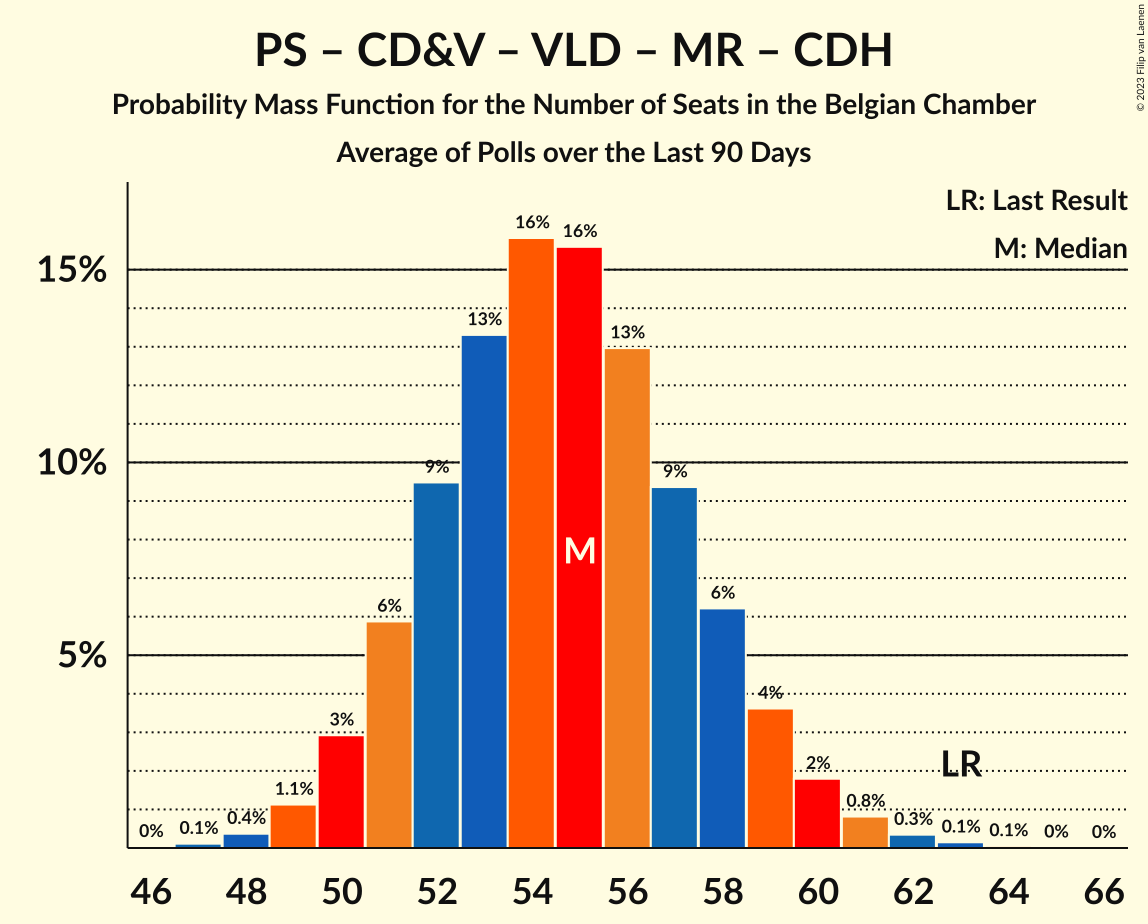 PS – CD&V – VLD – MR – CDH
Probability Mass Function for the Number of Seats in the Belgian Chamber
Average of Polls over the Last 90 Days
© 2023 Filip van Laenen
LR: Last Result
M: Median
15%
10%
5%
0%
0.1%
0.4%
1.1%
3%
6%
9%
13%
16%
16%
13%
9%
6%
4%
2%
0.8%
0.3%
0.1%
0.1%
0%
0%
M
LR
46 48 50 52 54 56 58 60 62 64 66